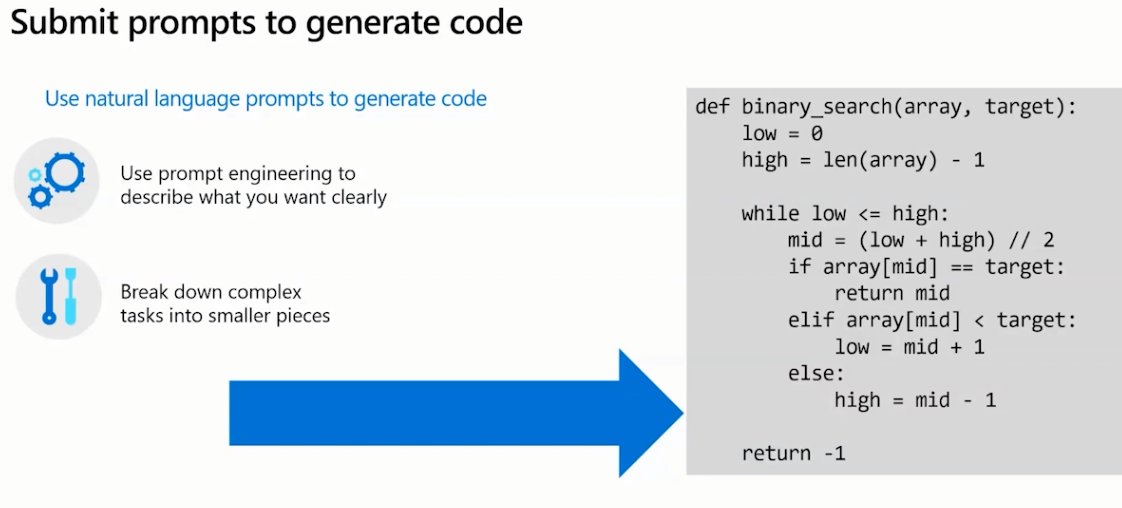 Submit prompts to generate code
Use natural language prompts to generate code
Use prompt engineering to
describe what you want clearly
Break down complex
tasks into smaller pieces
def binary_search(array, target):
    low = 0
    high = len(array) - 1

    while low <= high:
        mid = (low + high) // 2
        if array[mid] == target:
            return mid
        elif array[mid] < target:
            low = mid + 1
        else:
            high = mid - 1

    return -1